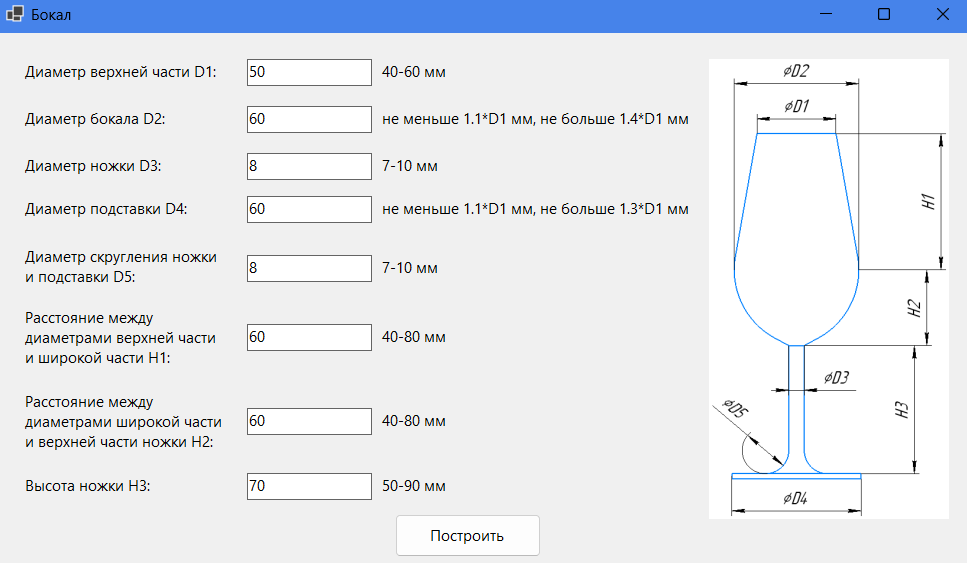 Бокал
Диаметр верхней части D1:
50
40-60 мм
Диаметр бокала D2:
60
не меньше 1.1*D1 мм, не больше 1.4*D1 мм
Диаметр ножки D3:
8
7-10 мм
Диаметр подставки D4:
60
не меньше 1.1*D1 мм, не больше 1.3*D1 мм
Диаметр скругления ножки
и подставки D5:
8
7-10 мм
Расстояние между
диаметрами верхней части
и широкой части H1:
60
40-80 мм
Расстояние между
диаметрами широкой части
и верхней части ножки H2:
60
40-80 мм
Высота ножки H3:
70
50-90 мм
Построить
⌀D2
⌀D1
H1
H2
⌀D3
H3
⌀D5
⌀D4